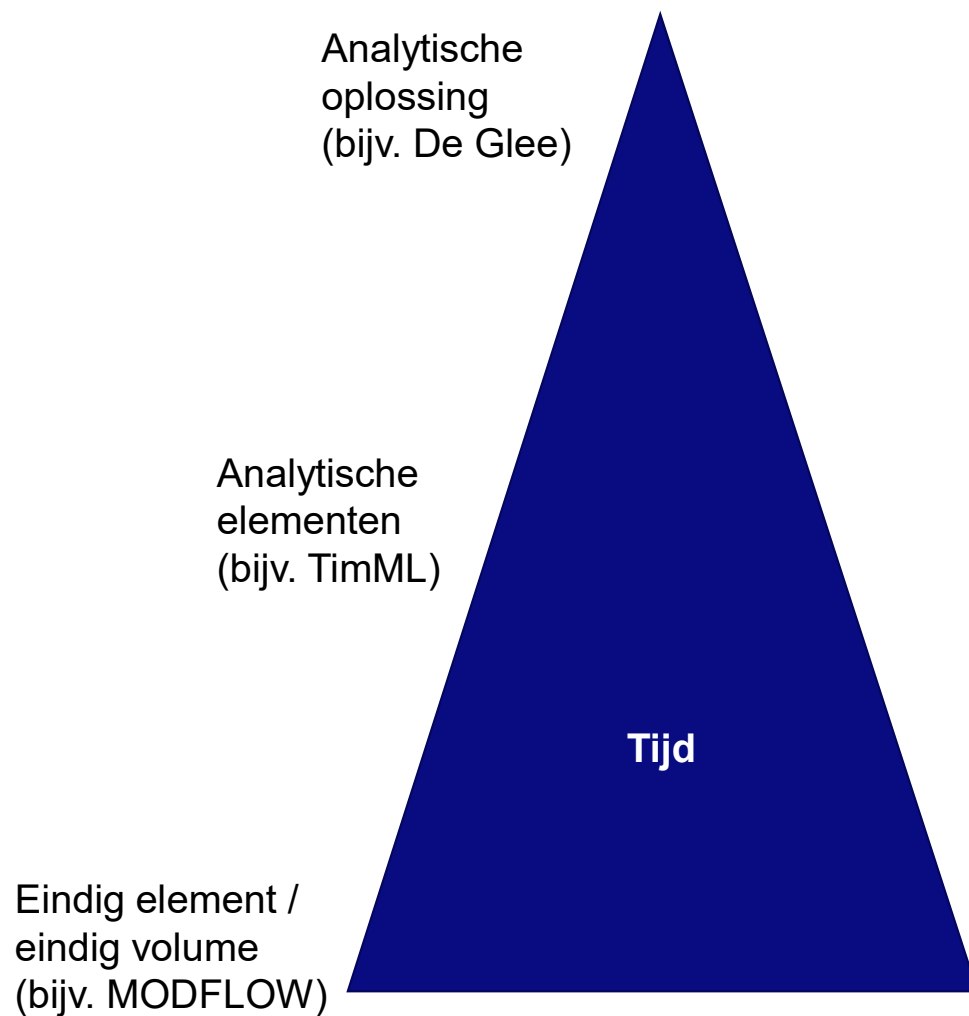 Analytische
oplossing
(bijv. De Glee)
Analytische
elementen
(bijv. TimML)
Tijd
Eindig element /
eindig volume
(bijv. MODFLOW)